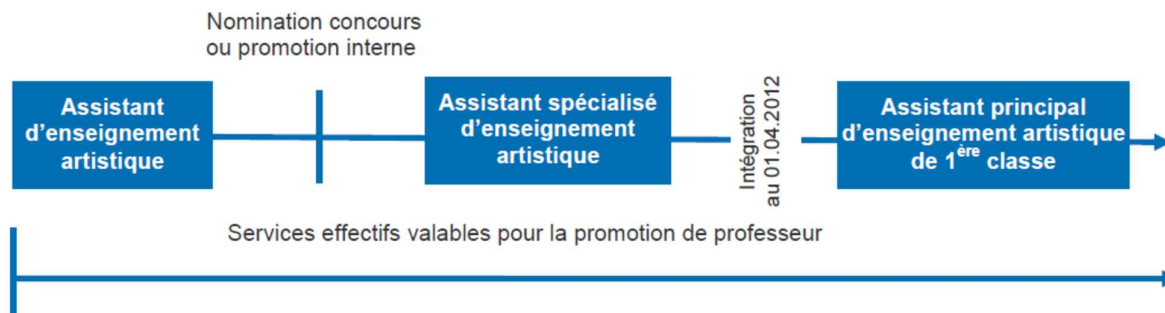 Nomination concours
ou promotion interne
Assistant
d'enseignement
artistique
Assistant spécialisé
d'enseignement
artistique
Intégration
au 01.04.2012
Assistant principal
d'enseignement artistique
de 1ère classe
Services effectifs valables pour la promotion de professeur